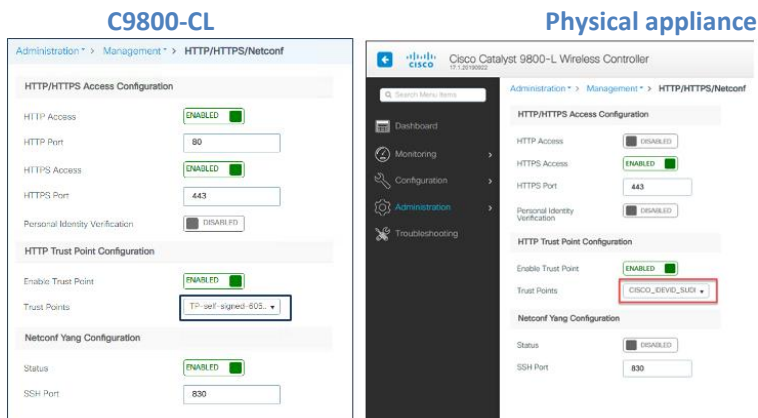 C9800-CL
Administration > Management > HTTP/HTTPS/Netconf
HTTP/HTTPS Access Configuration
HTTP Access ENABLED
HTTP Port 80
HTTPS Access ENABLED
HTTPS Port 443
Personal Identity Verification DISABLED
HTTP Trust Point Configuration
Enable Trust Point ENABLED
Trust Points TP-self-signed-605..
Netconf Yang Configuration
Status ENABLED
SSH Port 830
Physical appliance
CISCO
Cisco Catalyst 9800-L Wireless Controller
17.1.20190802
Search Menu Items
Dashboard
Monitoring
Configuration
Administration
Troubleshooting
Administration > Management > HTTP/HTTPS/Netconf
HTTP/HTTPS Access Configuration
HTTP Access DISABLED
HTTPS Access ENABLED
HTTPS Port 443
Personal Identity
Verification DISABLED
HTTP Trust Point Configuration
Enable Trust Point ENABLED
Trust Points CISCO_IDEVID_SUDI
Netconf Yang Configuration
Status DISABLED
SSH Port 830